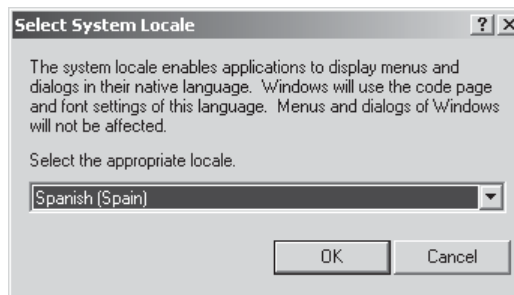 Select System Locale
The system locale enables applications to display menus and
dialogs in their native language. Windows will use the code page
and font settings of this language. Menus and dialogs of Windows
will not be affected.
Select the appropriate locale.
Spanish (Spain)
OK Cancel